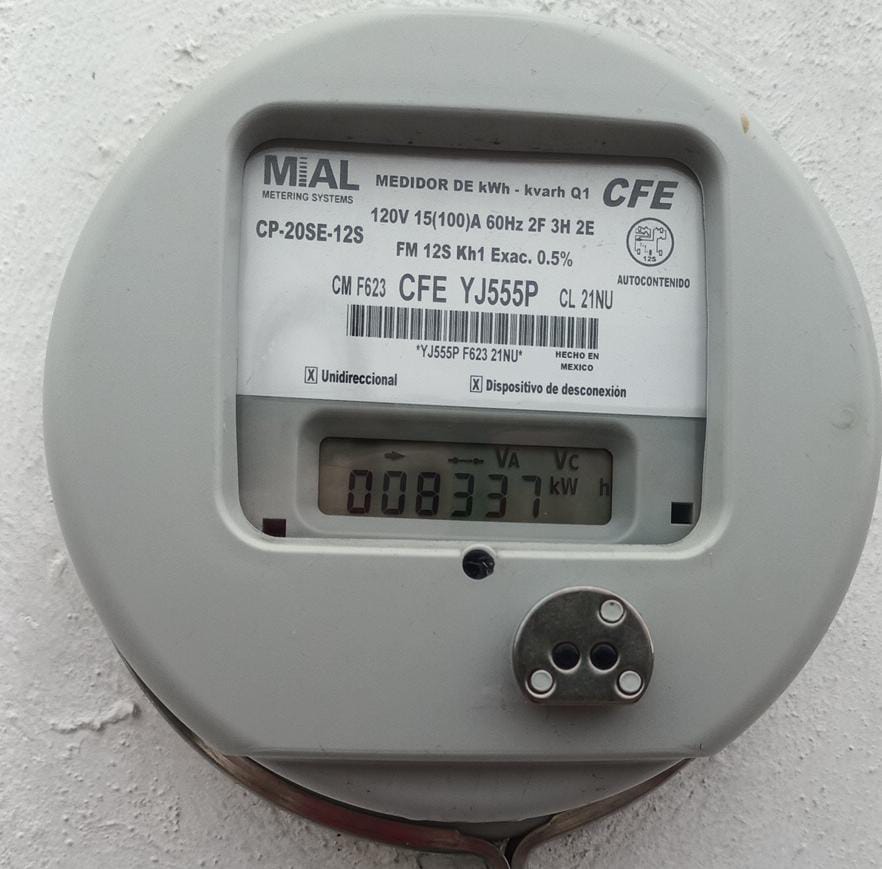 MIAL
METERING SYSTEMS
MEDIDOR DE kWh - kvarh Q1
CFE
CP-20SE-12S
120V 15(100)A 60Hz 2F 3H 2E
FM 12S Kh1 Exac. 0.5%
12S
AUTOCONTENIDO
CM F623 CFE YJ555P CL 21NU
*YJ555P F623 21NU*
HECHO EN
MEXICO
X Unidireccional
X Dispositivo de desconexión
VA VC
008337 kW h